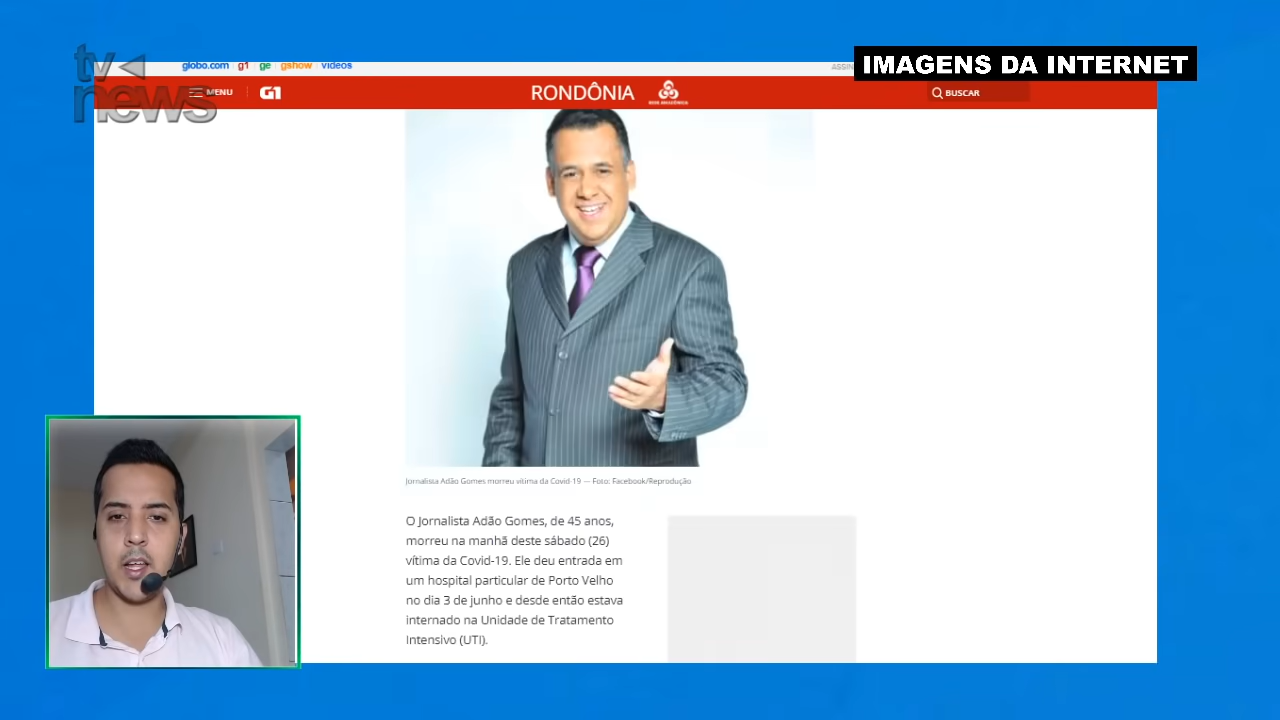 tv
news
IMAGENS DA INTERNET
globo.com g1 ge gshow vídeos
ASSIN
MENU G1 RONDÔNIA REDE AMAZÔNICA BUSCAR
Jornalista Adão Gomes morreu vítima da Covid-19 — Foto: Facebook/Reprodução
O Jornalista Adão Gomes, de 45 anos,
morreu na manhã deste sábado (26)
vítima da Covid-19. Ele deu entrada em
um hospital particular de Porto Velho
no dia 3 de junho e desde então estava
internado na Unidade de Tratamento
Intensivo (UTI).